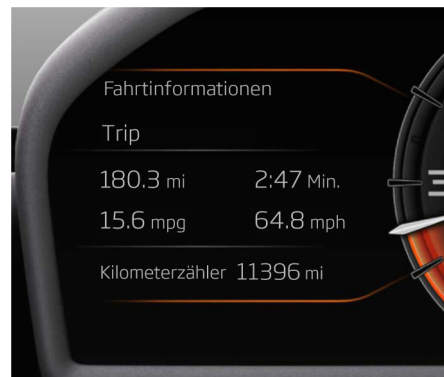 Fahrtinformationen
Trip
180.3 mi 2:47 Min.
15.6 mpg 64.8 mph
Kilometerzähler 11396 mi